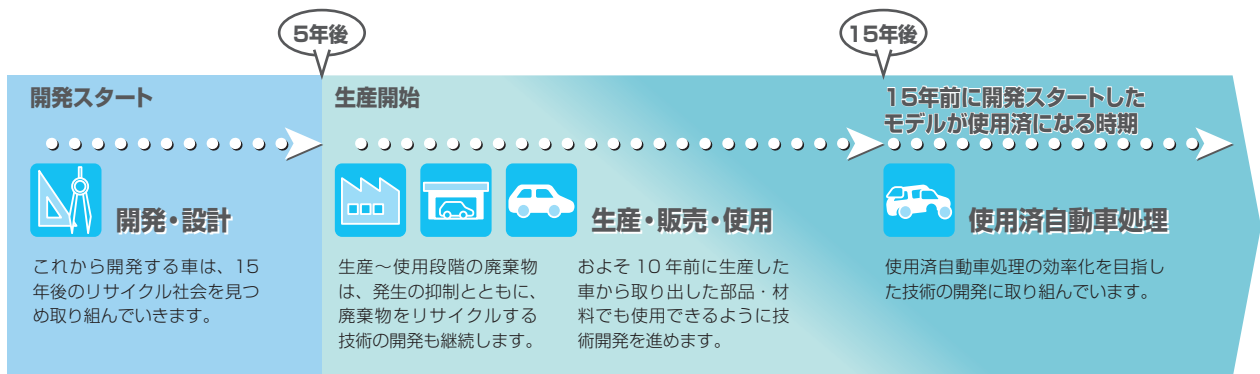 5年後
15年後
開発スタート
生産開始
15年前に開発スタートした
モデルが使用済になる時期
開発・設計
生産・販売・使用
使用済自動車処理
これから開発する車は、15
年後のリサイクル社会を見つ
め取り組んでいきます。
生産～使用段階の廃棄物
は、発生の抑制とともに、
廃棄物をリサイクルする
技術の開発も継続します。
およそ 10 年前に生産した
車から取り出した部品・材
料でも使用できるように技
術開発を進めます。
使用済自動車処理の効率化を目指し
た技術の開発に取り組んでいます。